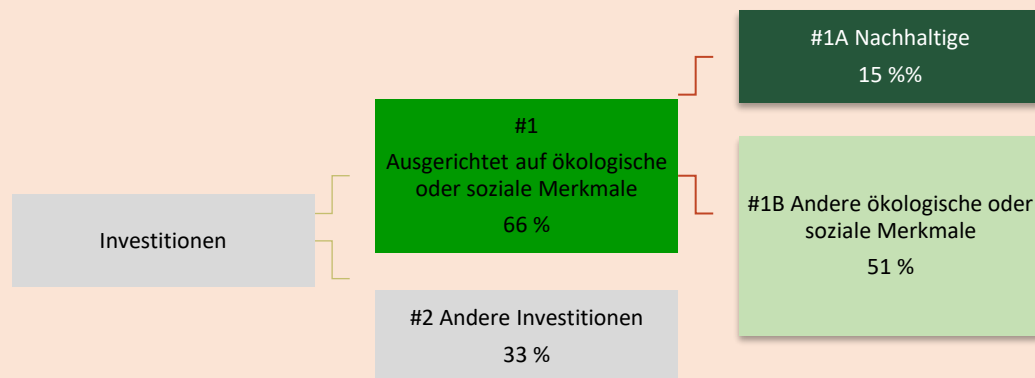 Investitionen
#1
Ausgerichtet auf ökologische
oder soziale Merkmale
66 %
#2 Andere Investitionen
33 %
#1A Nachhaltige
15 %%
#1B Andere ökologische oder
soziale Merkmale
51 %